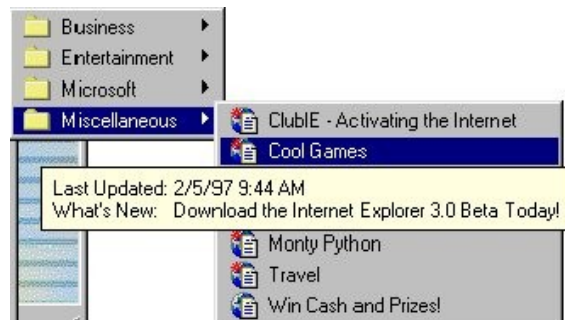 Business
Entertainment
Microsoft
Miscellaneous
ClubIE - Activating the Internet
Cool Games
Last Updated: 2/5/97 9:44 AM
What's New: Download the Internet Explorer 3.0 Beta Today!
Monty Python
Travel
Win Cash and Prizes!